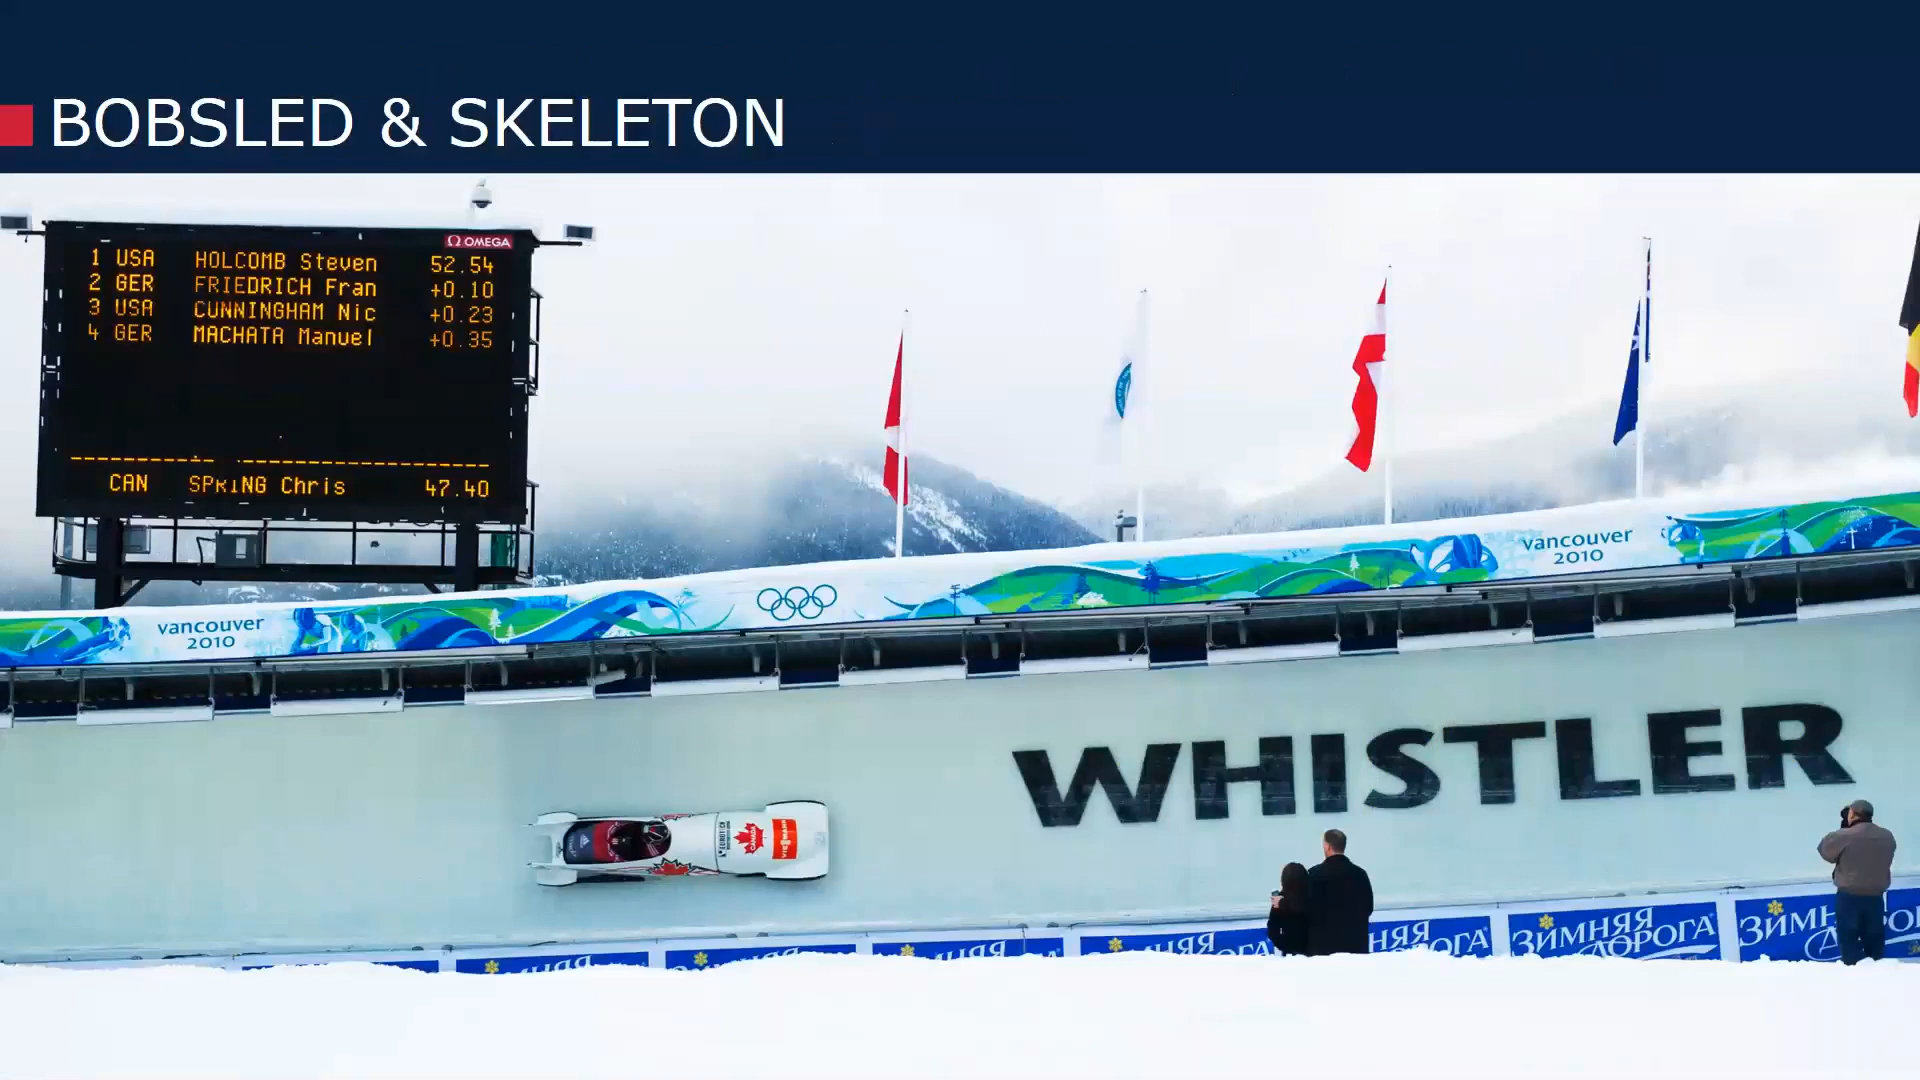 BOBSLED & SKELETON
Ω OMEGA
1 USA HOLCOMB Steven 52.54
2 GER FRIEDRICH Fran +0.10
3 USA CUNNINGHAM Nic +0.23
4 GER MACHATA Manuel +0.35
CAN SPRING Chris 47.40
vancouver
2010
vancouver
2010
WHISTLER
CANADA
VIESSMANN
ЗИМНЯЯ
ДОРОГА